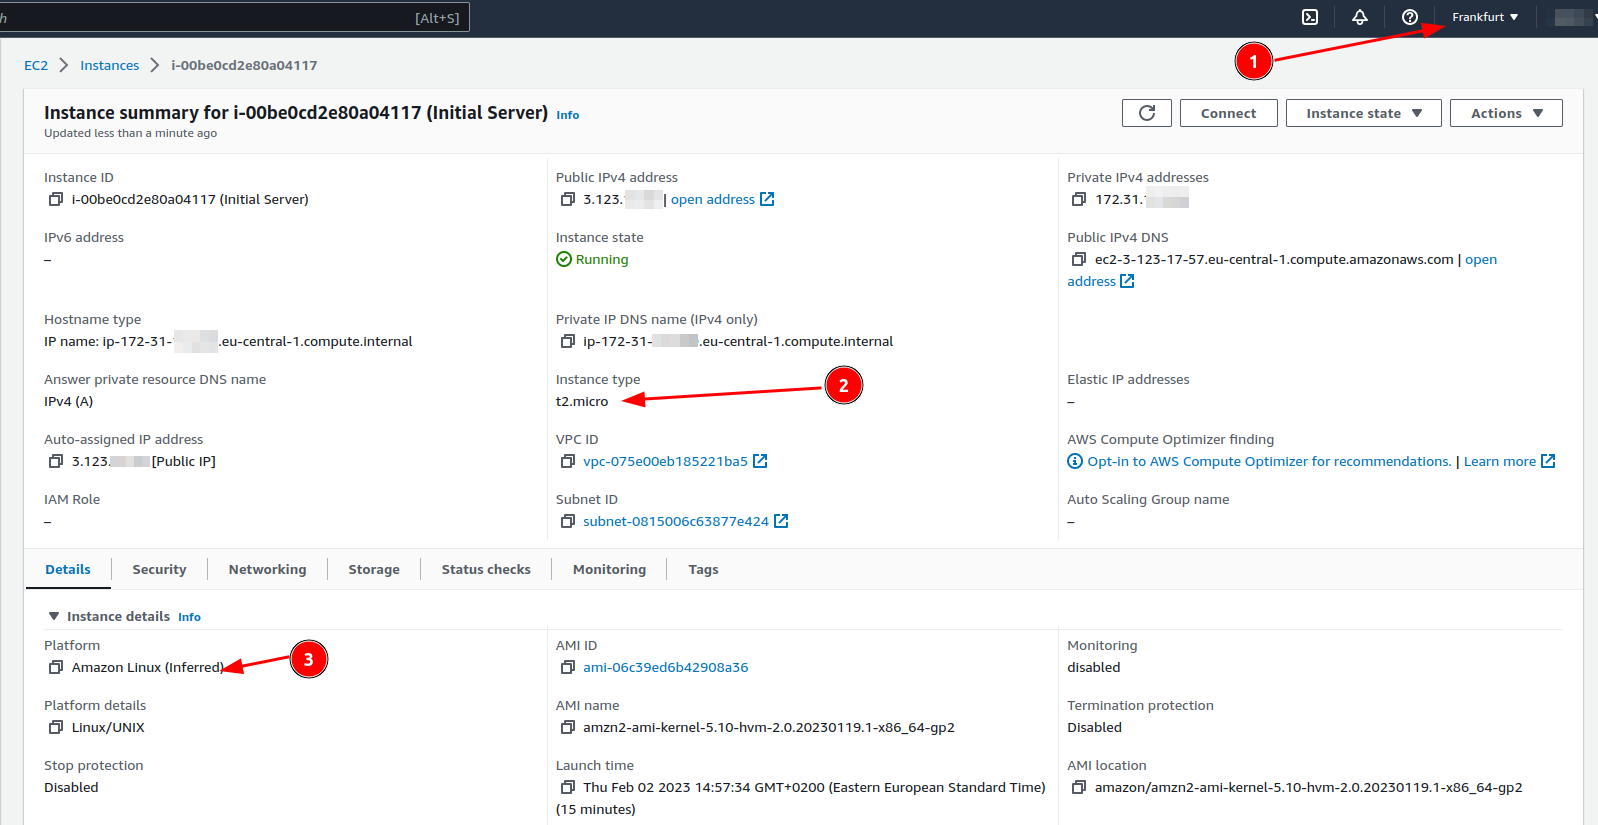 h [Alt+S] Frankfurt
1
EC2 Instances i-00be0cd2e80a04117
Instance summary for i-00be0cd2e80a04117 (Initial Server) Info
Updated less than a minute ago
Connect Instance state Actions
Instance ID
i-00be0cd2e80a04117 (Initial Server)
Public IPv4 address
3.123. | open address
Private IPv4 addresses
172.31.
IPv6 address
–
Instance state
Running
Public IPv4 DNS
ec2-3-123-17-57.eu-central-1.compute.amazonaws.com | open
address
Hostname type
IP name: ip-172-31- .eu-central-1.compute.internal
Private IP DNS name (IPv4 only)
ip-172-31- .eu-central-1.compute.internal
Answer private resource DNS name
IPv4 (A)
Instance type
t2.micro
2
Elastic IP addresses
–
Auto-assigned IP address
3.123. [Public IP]
VPC ID
vpc-075e00eb185221ba5
AWS Compute Optimizer finding
Opt-in to AWS Compute Optimizer for recommendations. | Learn more
IAM Role
–
Subnet ID
subnet-0815006c63877e424
Auto Scaling Group name
–
Details Security Networking Storage Status checks Monitoring Tags
Instance details Info
Platform
Amazon Linux (Inferred)
3
AMI ID
ami-06c39ed6b42908a36
Monitoring
disabled
Platform details
Linux/UNIX
AMI name
amzn2-ami-kernel-5.10-hvm-2.0.20230119.1-x86_64-gp2
Termination protection
Disabled
Stop protection
Disabled
Launch time
Thu Feb 02 2023 14:57:34 GMT+0200 (Eastern European Standard Time)
(15 minutes)
AMI location
amazon/amzn2-ami-kernel-5.10-hvm-2.0.20230119.1-x86_64-gp2